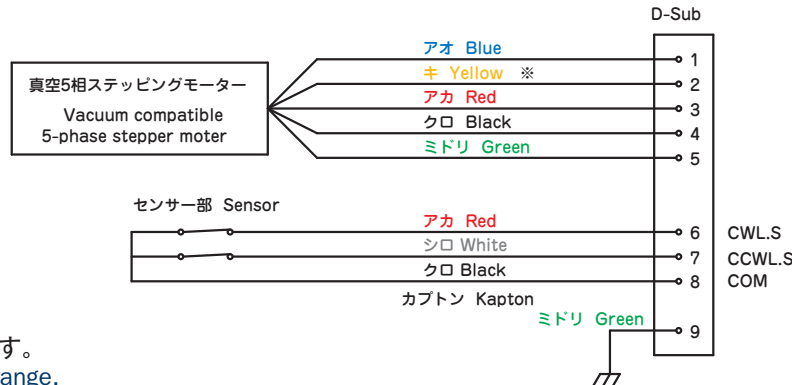 D-Sub
アオ Blue 1
キ Yellow ※ 2
アカ Red 3
クロ Black 4
ミドリ Green 5
真空5相ステッピングモーター
Vacuum compatible
5-phase stepper moter
センサー部 Sensor
アカ Red 6 CWL.S
シロ White 7 CCWL.S
クロ Black 8 COM
カプトン Kapton
ミドリ Green 9
す。
ange.